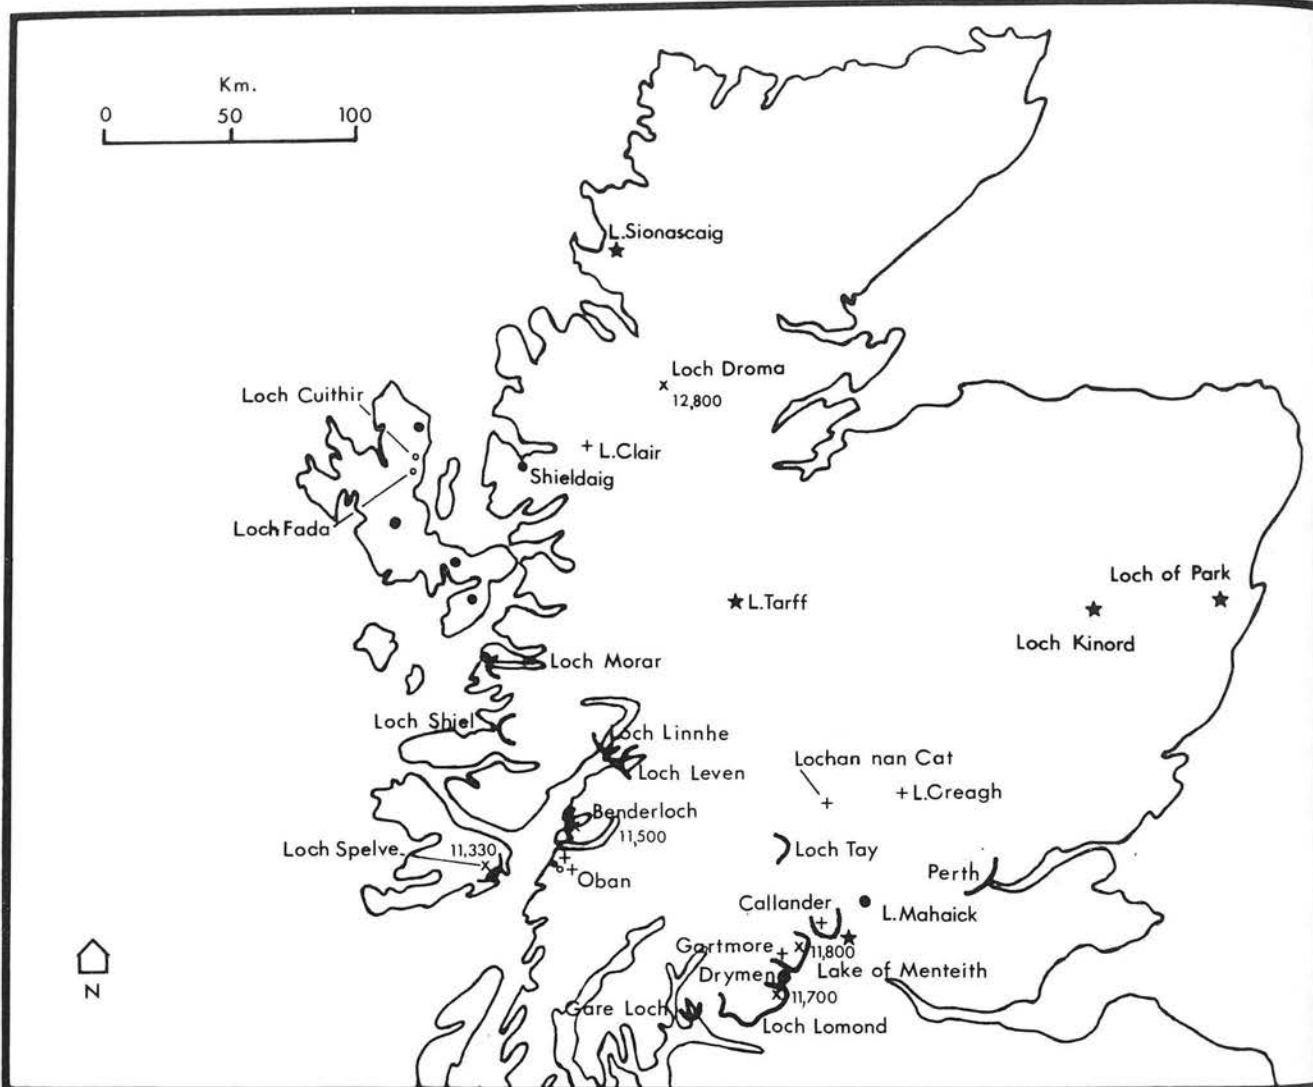 Km.
0 50 100
L.Sionascaig
Loch Droma
12,800
Loch Cuithir
L.Clair
Shieldaig
Loch Fada
Loch of Park
L.Tarff
Loch Kinord
Loch Morar
Loch Shiel
Loch Linnhe
Lochan nan Cat
Loch Leven
L.Creagh
Benderloch
11,500
Loch Spelve
11,330
Loch Tay
Perth
Oban
Callander
L.Mahaick
Gartmore
11,800
Drymen
Lake of Menteith
11,700
Gare Loch
Loch Lomond
N